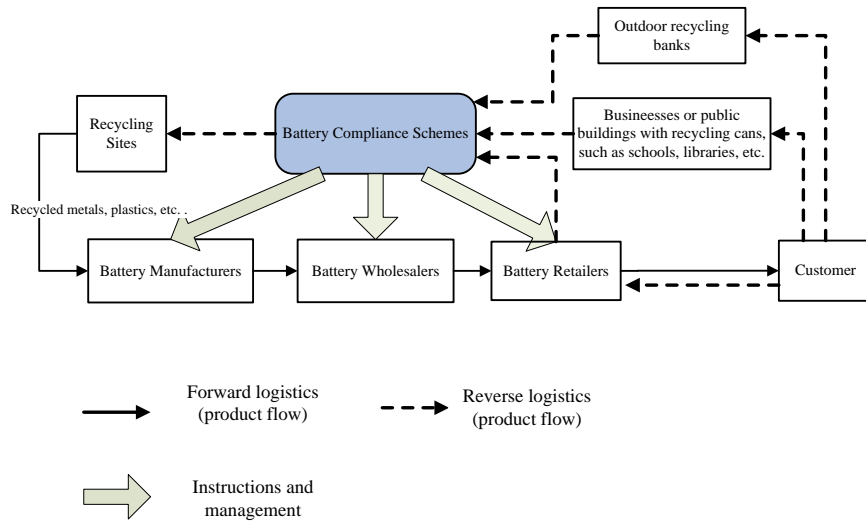 Outdoor recycling
banks
Recycling
Sites
Battery Compliance Schemes
Busineesses or public
buildings with recycling cans,
such as schools, libraries, etc.
Recycled metals, plastics, etc. .
Battery Manufacturers
Battery Wholesalers
Battery Retailers
Customer
Forward logistics
(product flow)
Reverse logistics
(product flow)
Instructions and
management